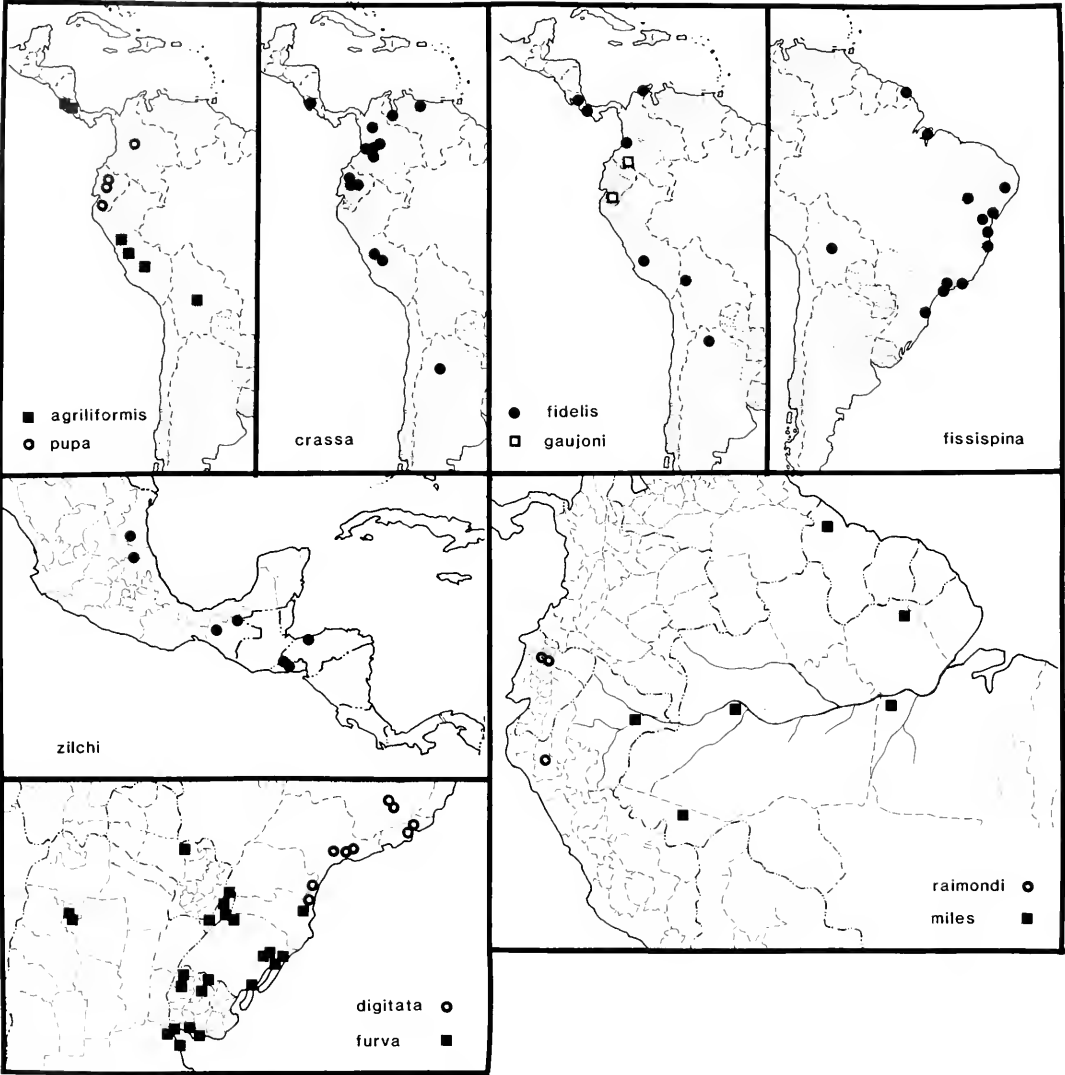 agriliformis
pupa
crassa
fidelis
gaujoni
fissispina
zilchi
raimondi
miles
digitata
furva